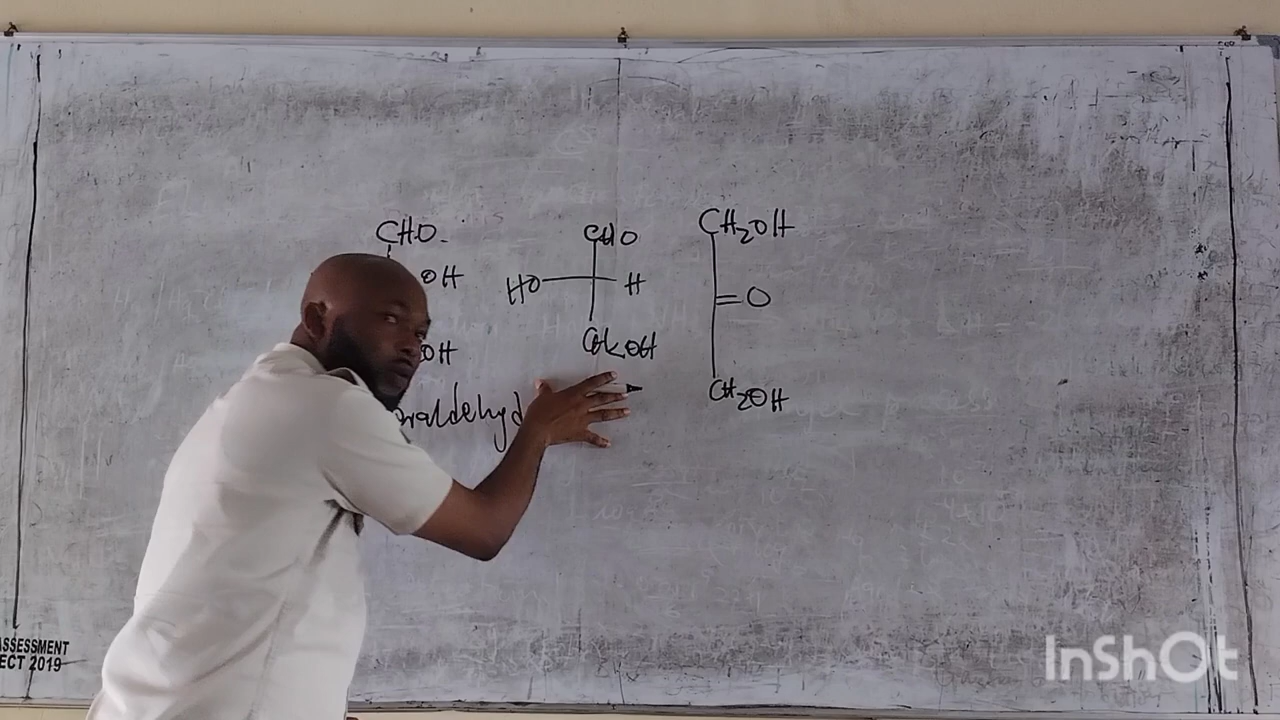 CHO.
OH
OH
CHO
HO H
CH2OH
CH2OH
=O
CH2OH
ASSESSMENT
ECT 2019
InShOt